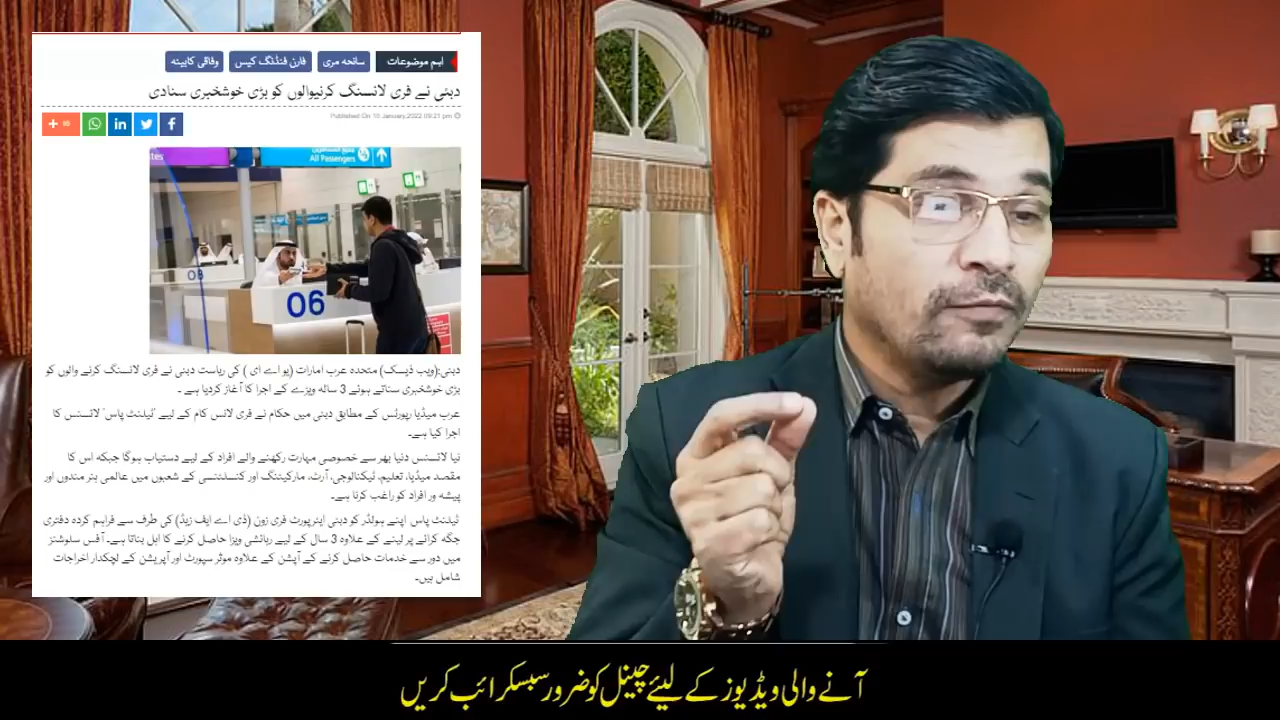 اہم موضوعات سانحہ مری فارن فنڈنگ کیس وفاقی کابینہ
دبئی نے فری لانسنگ کرنیوالوں کو بڑی خوشخبری سنادی
Published On 10 January,2022 09:21 pm
All Passengers
06
دبئی:(ویب ڈیسک) متحدہ عرب امارات (یو اے ای ) کی ریاست دبئی نے فری لانسنگ کرنے والوں کو
بڑی خوشخبری سناتے ہوئے 3 سالہ ویزے کے اجرا کا آغاز کردیا ہے ۔
عرب میڈیا رپورٹس کے مطابق دبئی میں حکام نے فری لانس کام کے لیے 'ٹیلنٹ پاس' لائسنس کا
اجرا کیا ہے۔
نیا لائسنس دنیا بھر سے خصوصی مہارت رکھنے والے افراد کے لیے دستیاب ہوگا جبکہ اس کا
مقصد میڈیا، تعلیم، ٹیکنالوجی، آرٹ، مارکیٹنگ اور کنسلٹنسی کے شعبوں میں عالمی ہنر مندوں اور
پیشہ ور افراد کو راغب کرنا ہے۔
ٹیلنٹ پاس اپنے ہولڈر کو دبئی ایئرپورٹ فری زون (ڈی اے ایف زیڈ) کی طرف سے فراہم کردہ دفتری
جگہ کرائے پر لینے کے علاوہ 3 سال کے لیے رہائشی ویزا حاصل کرنے کا اہل بناتا ہے۔ آفس سلوشنز
میں دور سے خدمات حاصل کرنے کے آپشن کے علاوہ موثر سپورٹ اور آپریشن کے لچکدار اخراجات
شامل ہیں۔
آنے والی ویڈیوز کے لیئے چینل کو ضرور سبسکرائب کریں